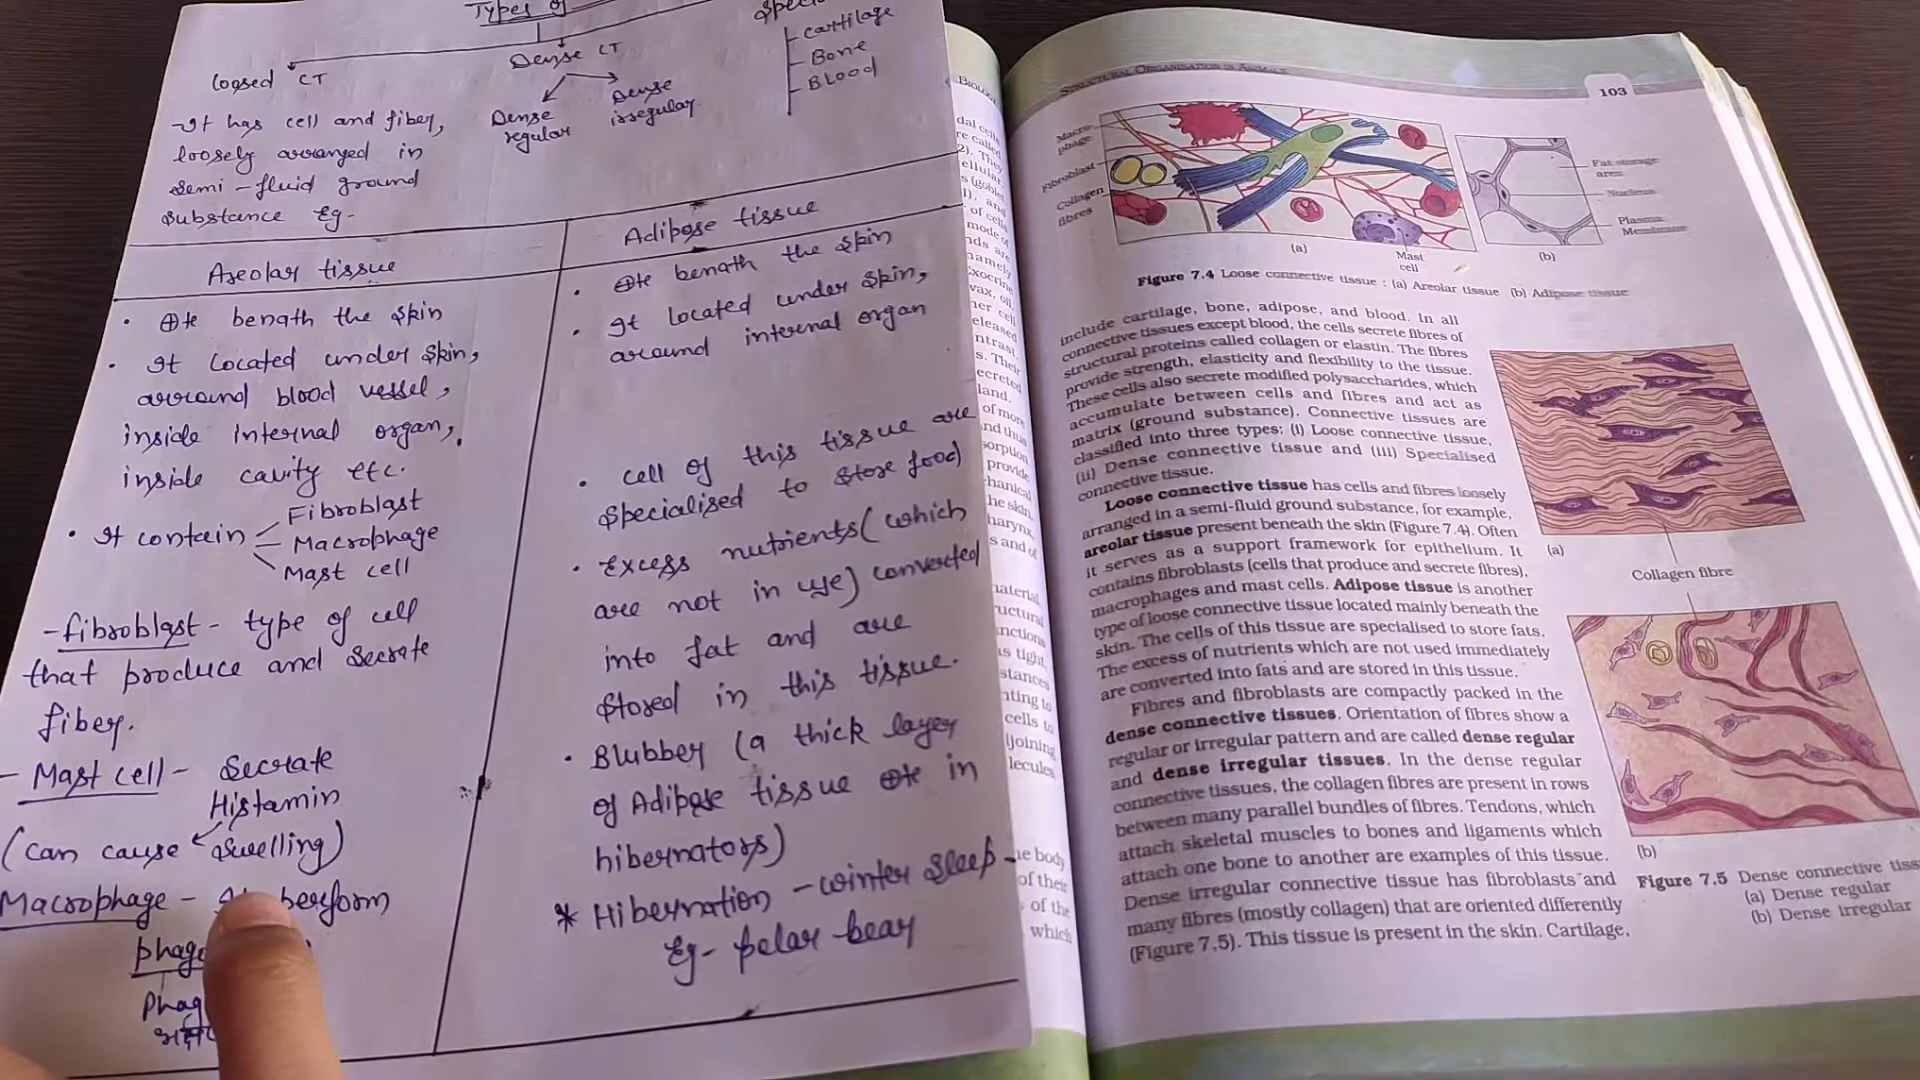 Types of
Loosed CT
Dense CT
Dense regular
Dense irregular
Cartilage
Bone
Blood
-It has cell and fiber,
loosely arranged in
semi-fluid ground
substance Eg-
Areolar tissue
• benath the skin
• It located under skin,
arround blood vessel,
inside internal organ,
inside cavity etc.
• It contain
Fibroblast
Macrophage
Mast cell
-fibroblast- type of cell
that produce and secrate
fiber.
- Mast cell- Secrate
Histamin
(can cause swelling)
Macrophage - perform
Adipose tissue
• benath the skin
• It located under skin,
around internal organ
• cell of this tissue are
specialised to store food
• Excess nutrients (which
are not in use) converted
into fat and are
stored in this tissue.
• Blubber (a thick layer
of Adipose tissue in
hibernators)
* Hibernation - winter sleep
Eg- polar bear
STRUCTURAL ORGANISATION IN ANIMALS
103
Macro-
phage
Fibroblast
Collagen
fibres
Mast
cell
(a)
Fat storage
area
Nucleus
Plasma
Membrane
(b)
Figure 7.4 Loose connective tissue : (a) Areolar tissue (b) Adipose tissue
include cartilage, bone, adipose, and blood. In all
connective tissues except blood, the cells secrete fibres of
structural proteins called collagen or elastin. The fibres
provide strength, elasticity and flexibility to the tissue.
These cells also secrete modified polysaccharides, which
accumulate between cells and fibres and act as
matrix (ground substance). Connective tissues are
classified into three types: (i) Loose connective tissue,
(ii) Dense connective tissue and (iii) Specialised
connective tissue.
Loose connective tissue has cells and fibres loosely
arranged in a semi-fluid ground substance, for example,
areolar tissue present beneath the skin (Figure 7.4). Often
it serves as a support framework for epithelium. It
contains fibroblasts (cells that produce and secrete fibres),
macrophages and mast cells. Adipose tissue is another
type of loose connective tissue located mainly beneath the
skin. The cells of this tissue are specialised to store fats.
The excess of nutrients which are not used immediately
are converted into fats and are stored in this tissue.
Fibres and fibroblasts are compactly packed in the
dense connective tissues. Orientation of fibres show a
regular or irregular pattern and are called dense regular
and dense irregular tissues. In the dense regular
connective tissues, the collagen fibres are present in rows
between many parallel bundles of fibres. Tendons, which
attach skeletal muscles to bones and ligaments which
attach one bone to another are examples of this tissue.
Dense irregular connective tissue has fibroblasts and
many fibres (mostly collagen) that are oriented differently
(Figure 7.5). This tissue is present in the skin. Cartilage,
(a)
Collagen fibre
(b)
Figure 7.5 Dense connective
(a) Dense regular
(b) Dense irregular